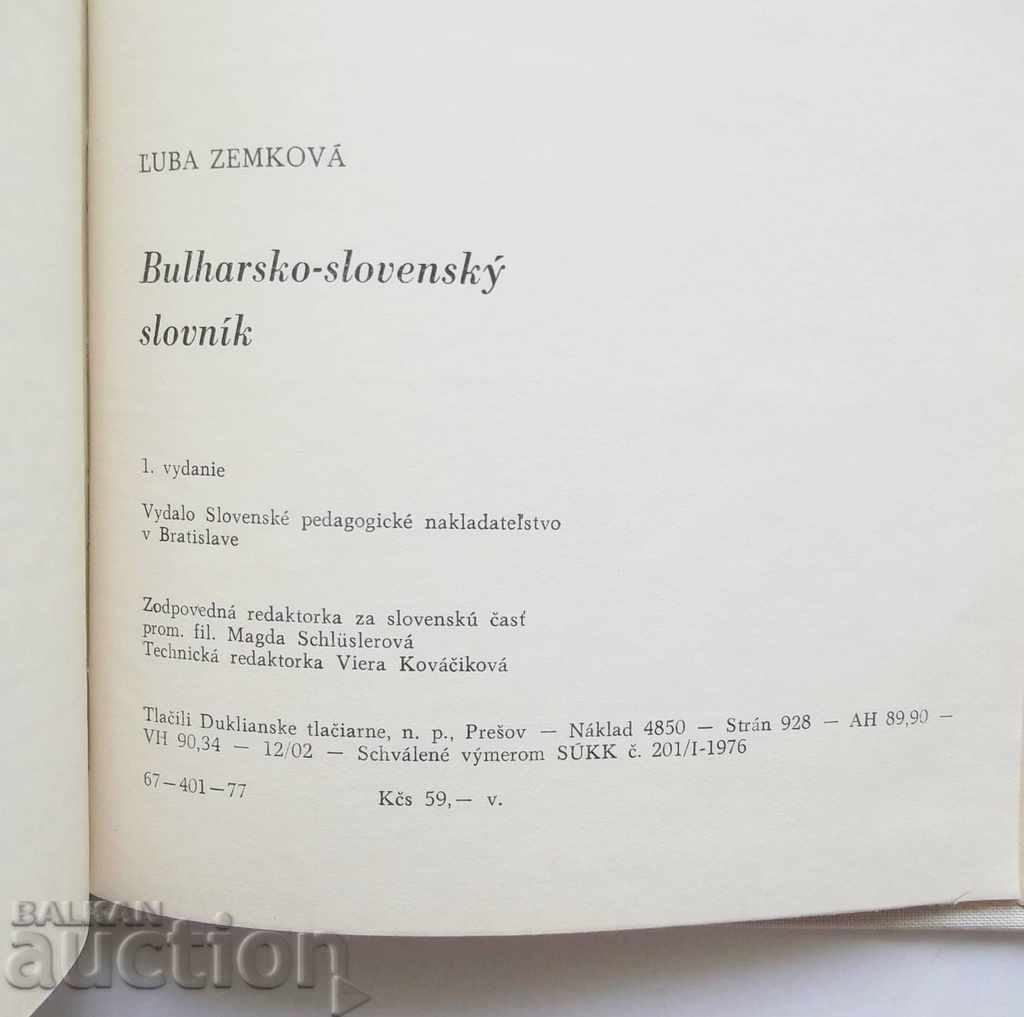 ĽUBA ZEMKOVÁ
Bulharsko-slovenský
slovník
1. vydanie
Vydalo Slovenské pedagogické nakladateľstvo
v Bratislave
Zodpovedná redaktorka za slovenskú časť
prom. fil. Magda Schlüslerová
Technická redaktorka Viera Kováčiková
Tlačili Duklianske tlačiarne, n. p., Prešov — Náklad 4850 — Strán 928 — AH 89,90 —
VH 90,34 — 12/02 — Schválené výmerom SÚKK č. 201/I-1976
67—401—77
Kčs 59,— v.
BALKAN
auction